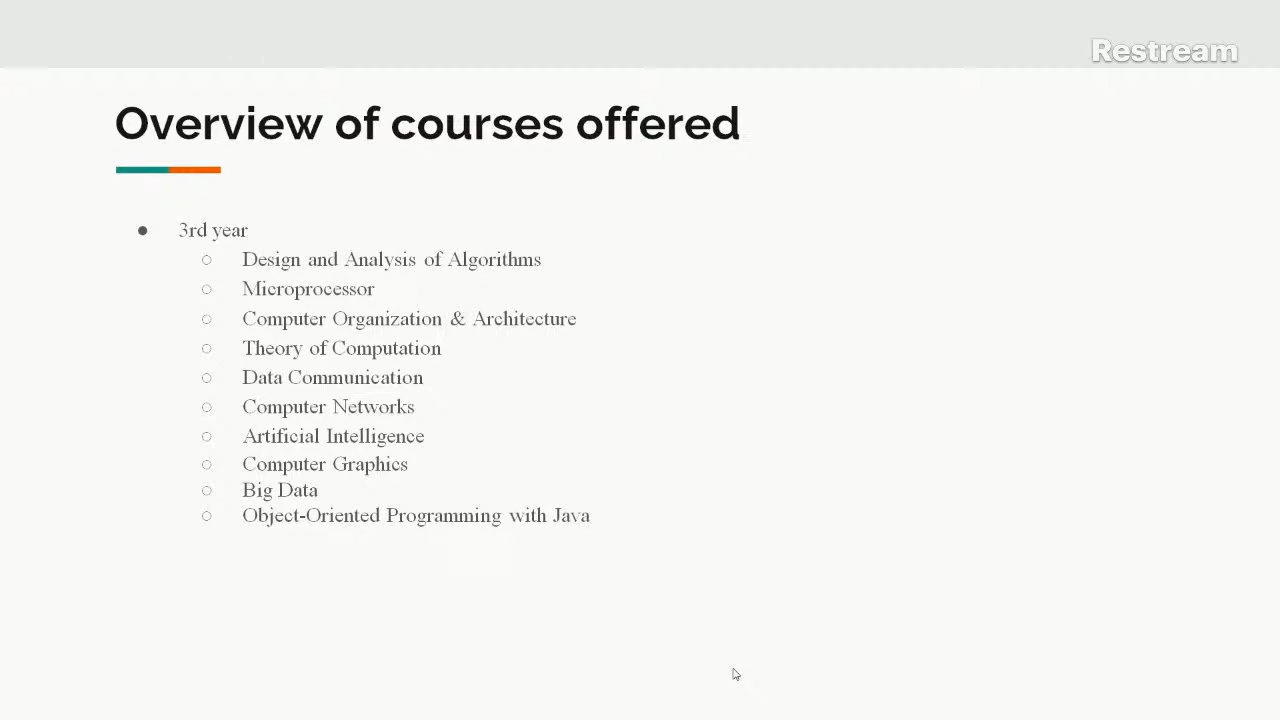 Restream
Overview of courses offered
● 3rd year
○ Design and Analysis of Algorithms
○ Microprocessor
○ Computer Organization & Architecture
○ Theory of Computation
○ Data Communication
○ Computer Networks
○ Artificial Intelligence
○ Computer Graphics
○ Big Data
○ Object-Oriented Programming with Java